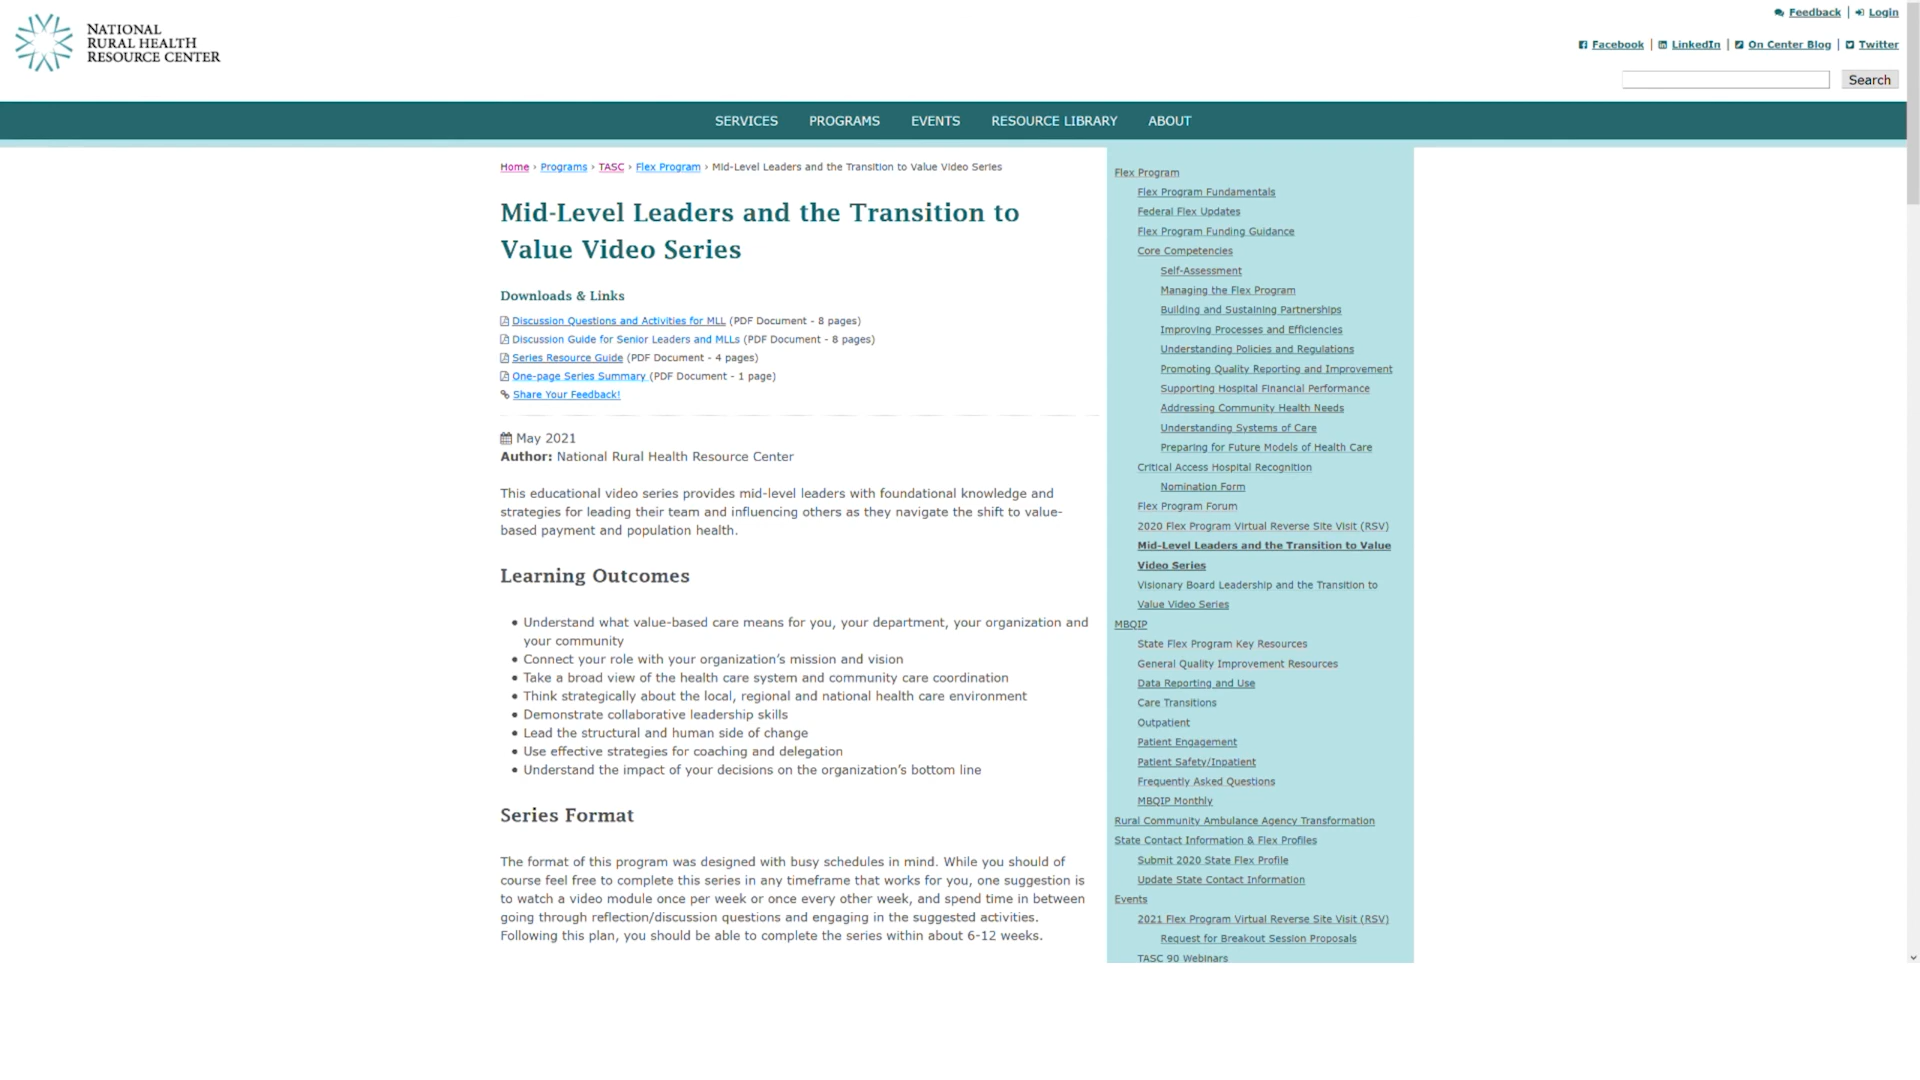 NATIONAL
RURAL HEALTH
RESOURCE CENTER
Feedback | Login
Facebook | LinkedIn | On Center Blog | Twitter
Search
SERVICES PROGRAMS EVENTS RESOURCE LIBRARY ABOUT
Home › Programs › TASC › Flex Program › Mid-Level Leaders and the Transition to Value Video Series
Mid-Level Leaders and the Transition to
Value Video Series
Downloads & Links
Discussion Questions and Activities for MLL (PDF Document - 8 pages)
Discussion Guide for Senior Leaders and MLLs (PDF Document - 8 pages)
Series Resource Guide (PDF Document - 4 pages)
One-page Series Summary (PDF Document - 1 page)
Share Your Feedback!
May 2021
Author: National Rural Health Resource Center
This educational video series provides mid-level leaders with foundational knowledge and
strategies for leading their team and influencing others as they navigate the shift to value-
based payment and population health.
Learning Outcomes
• Understand what value-based care means for you, your department, your organization and
your community
• Connect your role with your organization's mission and vision
• Take a broad view of the health care system and community care coordination
• Think strategically about the local, regional and national health care environment
• Demonstrate collaborative leadership skills
• Lead the structural and human side of change
• Use effective strategies for coaching and delegation
• Understand the impact of your decisions on the organization's bottom line
Series Format
The format of this program was designed with busy schedules in mind. While you should of
course feel free to complete this series in any timeframe that works for you, one suggestion is
to watch a video module once per week or once every other week, and spend time in between
going through reflection/discussion questions and engaging in the suggested activities.
Following this plan, you should be able to complete the series within about 6-12 weeks.
Flex Program
Flex Program Fundamentals
Federal Flex Updates
Flex Program Funding Guidance
Core Competencies
Self-Assessment
Managing the Flex Program
Building and Sustaining Partnerships
Improving Processes and Efficiencies
Understanding Policies and Regulations
Promoting Quality Reporting and Improvement
Supporting Hospital Financial Performance
Addressing Community Health Needs
Understanding Systems of Care
Preparing for Future Models of Health Care
Critical Access Hospital Recognition
Nomination Form
Flex Program Forum
2020 Flex Program Virtual Reverse Site Visit (RSV)
Mid-Level Leaders and the Transition to Value
Video Series
Visionary Board Leadership and the Transition to
Value Video Series
MBQIP
State Flex Program Key Resources
General Quality Improvement Resources
Data Reporting and Use
Care Transitions
Outpatient
Patient Engagement
Patient Safety/Inpatient
Frequently Asked Questions
MBQIP Monthly
Rural Community Ambulance Agency Transformation
State Contact Information & Flex Profiles
Submit 2020 State Flex Profile
Update State Contact Information
Events
2021 Flex Program Virtual Reverse Site Visit (RSV)
Request for Breakout Session Proposals
TASC 90 Webinars